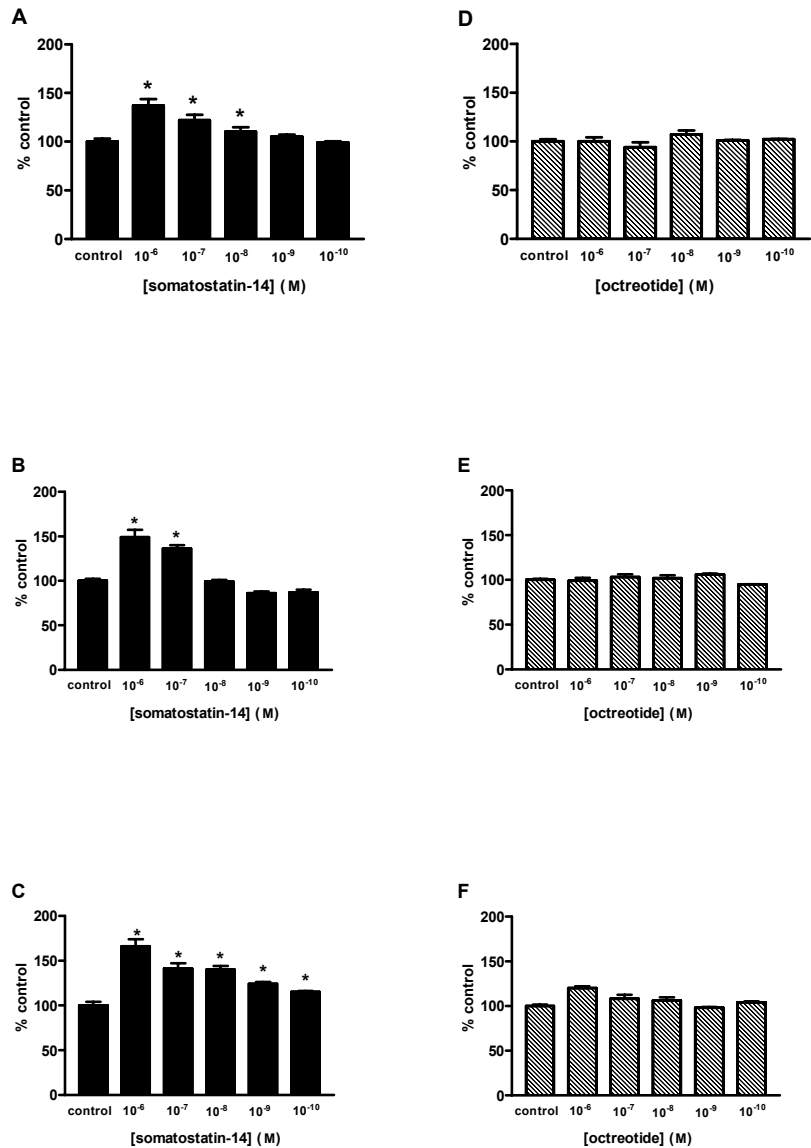 A
200
150
100
50
0
% control
* * *
control 10⁻⁶ 10⁻⁷ 10⁻⁸ 10⁻⁹ 10⁻¹⁰
[somatostatin-14] (M)
D
200
150
100
50
0
% control
control 10⁻⁶ 10⁻⁷ 10⁻⁸ 10⁻⁹ 10⁻¹⁰
[octreotide] (M)
B
200
150
100
50
0
% control
* *
control 10⁻⁶ 10⁻⁷ 10⁻⁸ 10⁻⁹ 10⁻¹⁰
[somatostatin-14] (M)
E
200
150
100
50
0
% control
control 10⁻⁶ 10⁻⁷ 10⁻⁸ 10⁻⁹ 10⁻¹⁰
[octreotide] (M)
C
200
150
100
50
0
% control
* * * * *
control 10⁻⁶ 10⁻⁷ 10⁻⁸ 10⁻⁹ 10⁻¹⁰
[somatostatin-14] (M)
F
200
150
100
50
0
% control
control 10⁻⁶ 10⁻⁷ 10⁻⁸ 10⁻⁹ 10⁻¹⁰
[octreotide] (M)